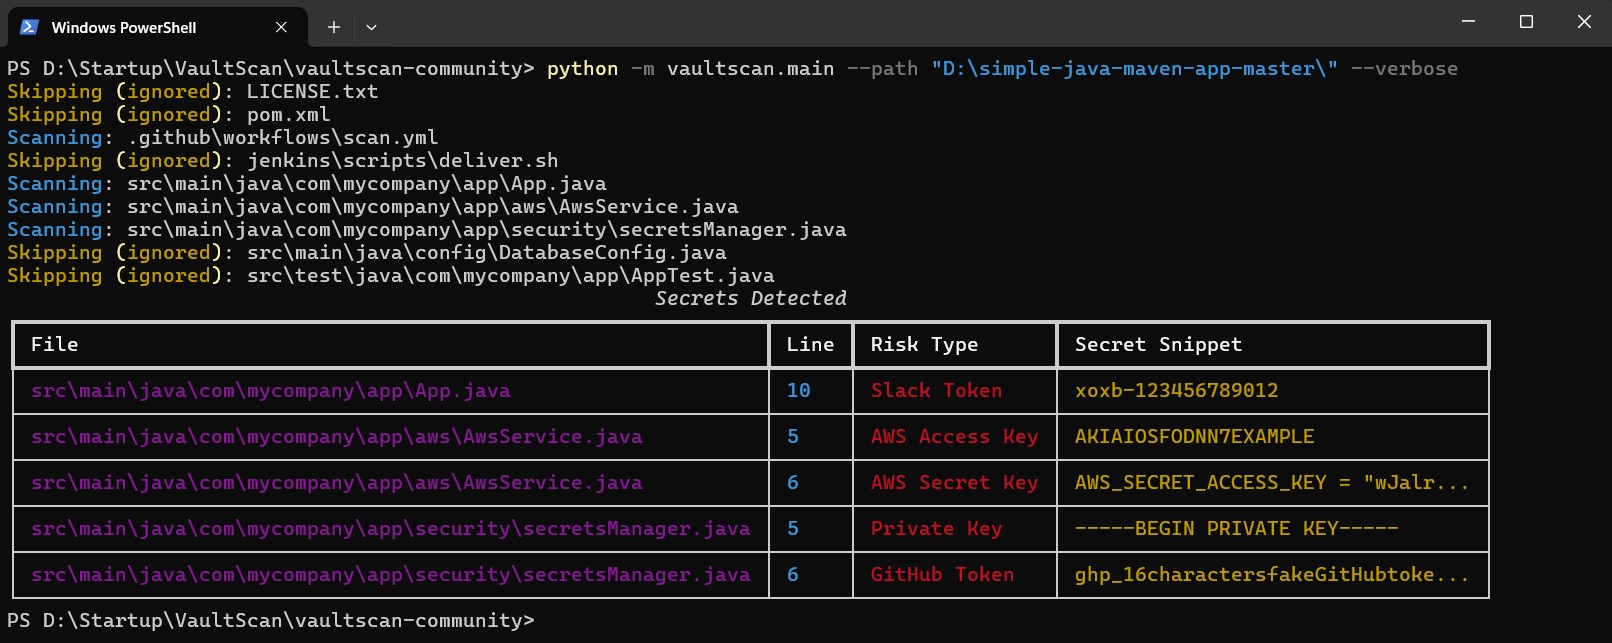 Windows PowerShell
PS D:\Startup\VaultScan\vaultscan-community> python -m vaultscan.main --path "D:\simple-java-maven-app-master\" --verbose
Skipping (ignored): LICENSE.txt
Skipping (ignored): pom.xml
Scanning: .github\workflows\scan.yml
Skipping (ignored): jenkins\scripts\deliver.sh
Scanning: src\main\java\com\mycompany\app\App.java
Scanning: src\main\java\com\mycompany\app\aws\AwsService.java
Scanning: src\main\java\com\mycompany\app\security\secretsManager.java
Skipping (ignored): src\main\java\config\DatabaseConfig.java
Skipping (ignored): src\test\java\com\mycompany\app\AppTest.java
Secrets Detected
File Line Risk Type Secret Snippet
src\main\java\com\mycompany\app\App.java 10 Slack Token xoxb-123456789012
src\main\java\com\mycompany\app\aws\AwsService.java 5 AWS Access Key AKIAIOSFODNN7EXAMPLE
src\main\java\com\mycompany\app\aws\AwsService.java 6 AWS Secret Key AWS_SECRET_ACCESS_KEY = "wJalr...
src\main\java\com\mycompany\app\security\secretsManager.java 5 Private Key -----BEGIN PRIVATE KEY-----
src\main\java\com\mycompany\app\security\secretsManager.java 6 GitHub Token ghp_16charactersfakeGitHubtoke...
PS D:\Startup\VaultScan\vaultscan-community>